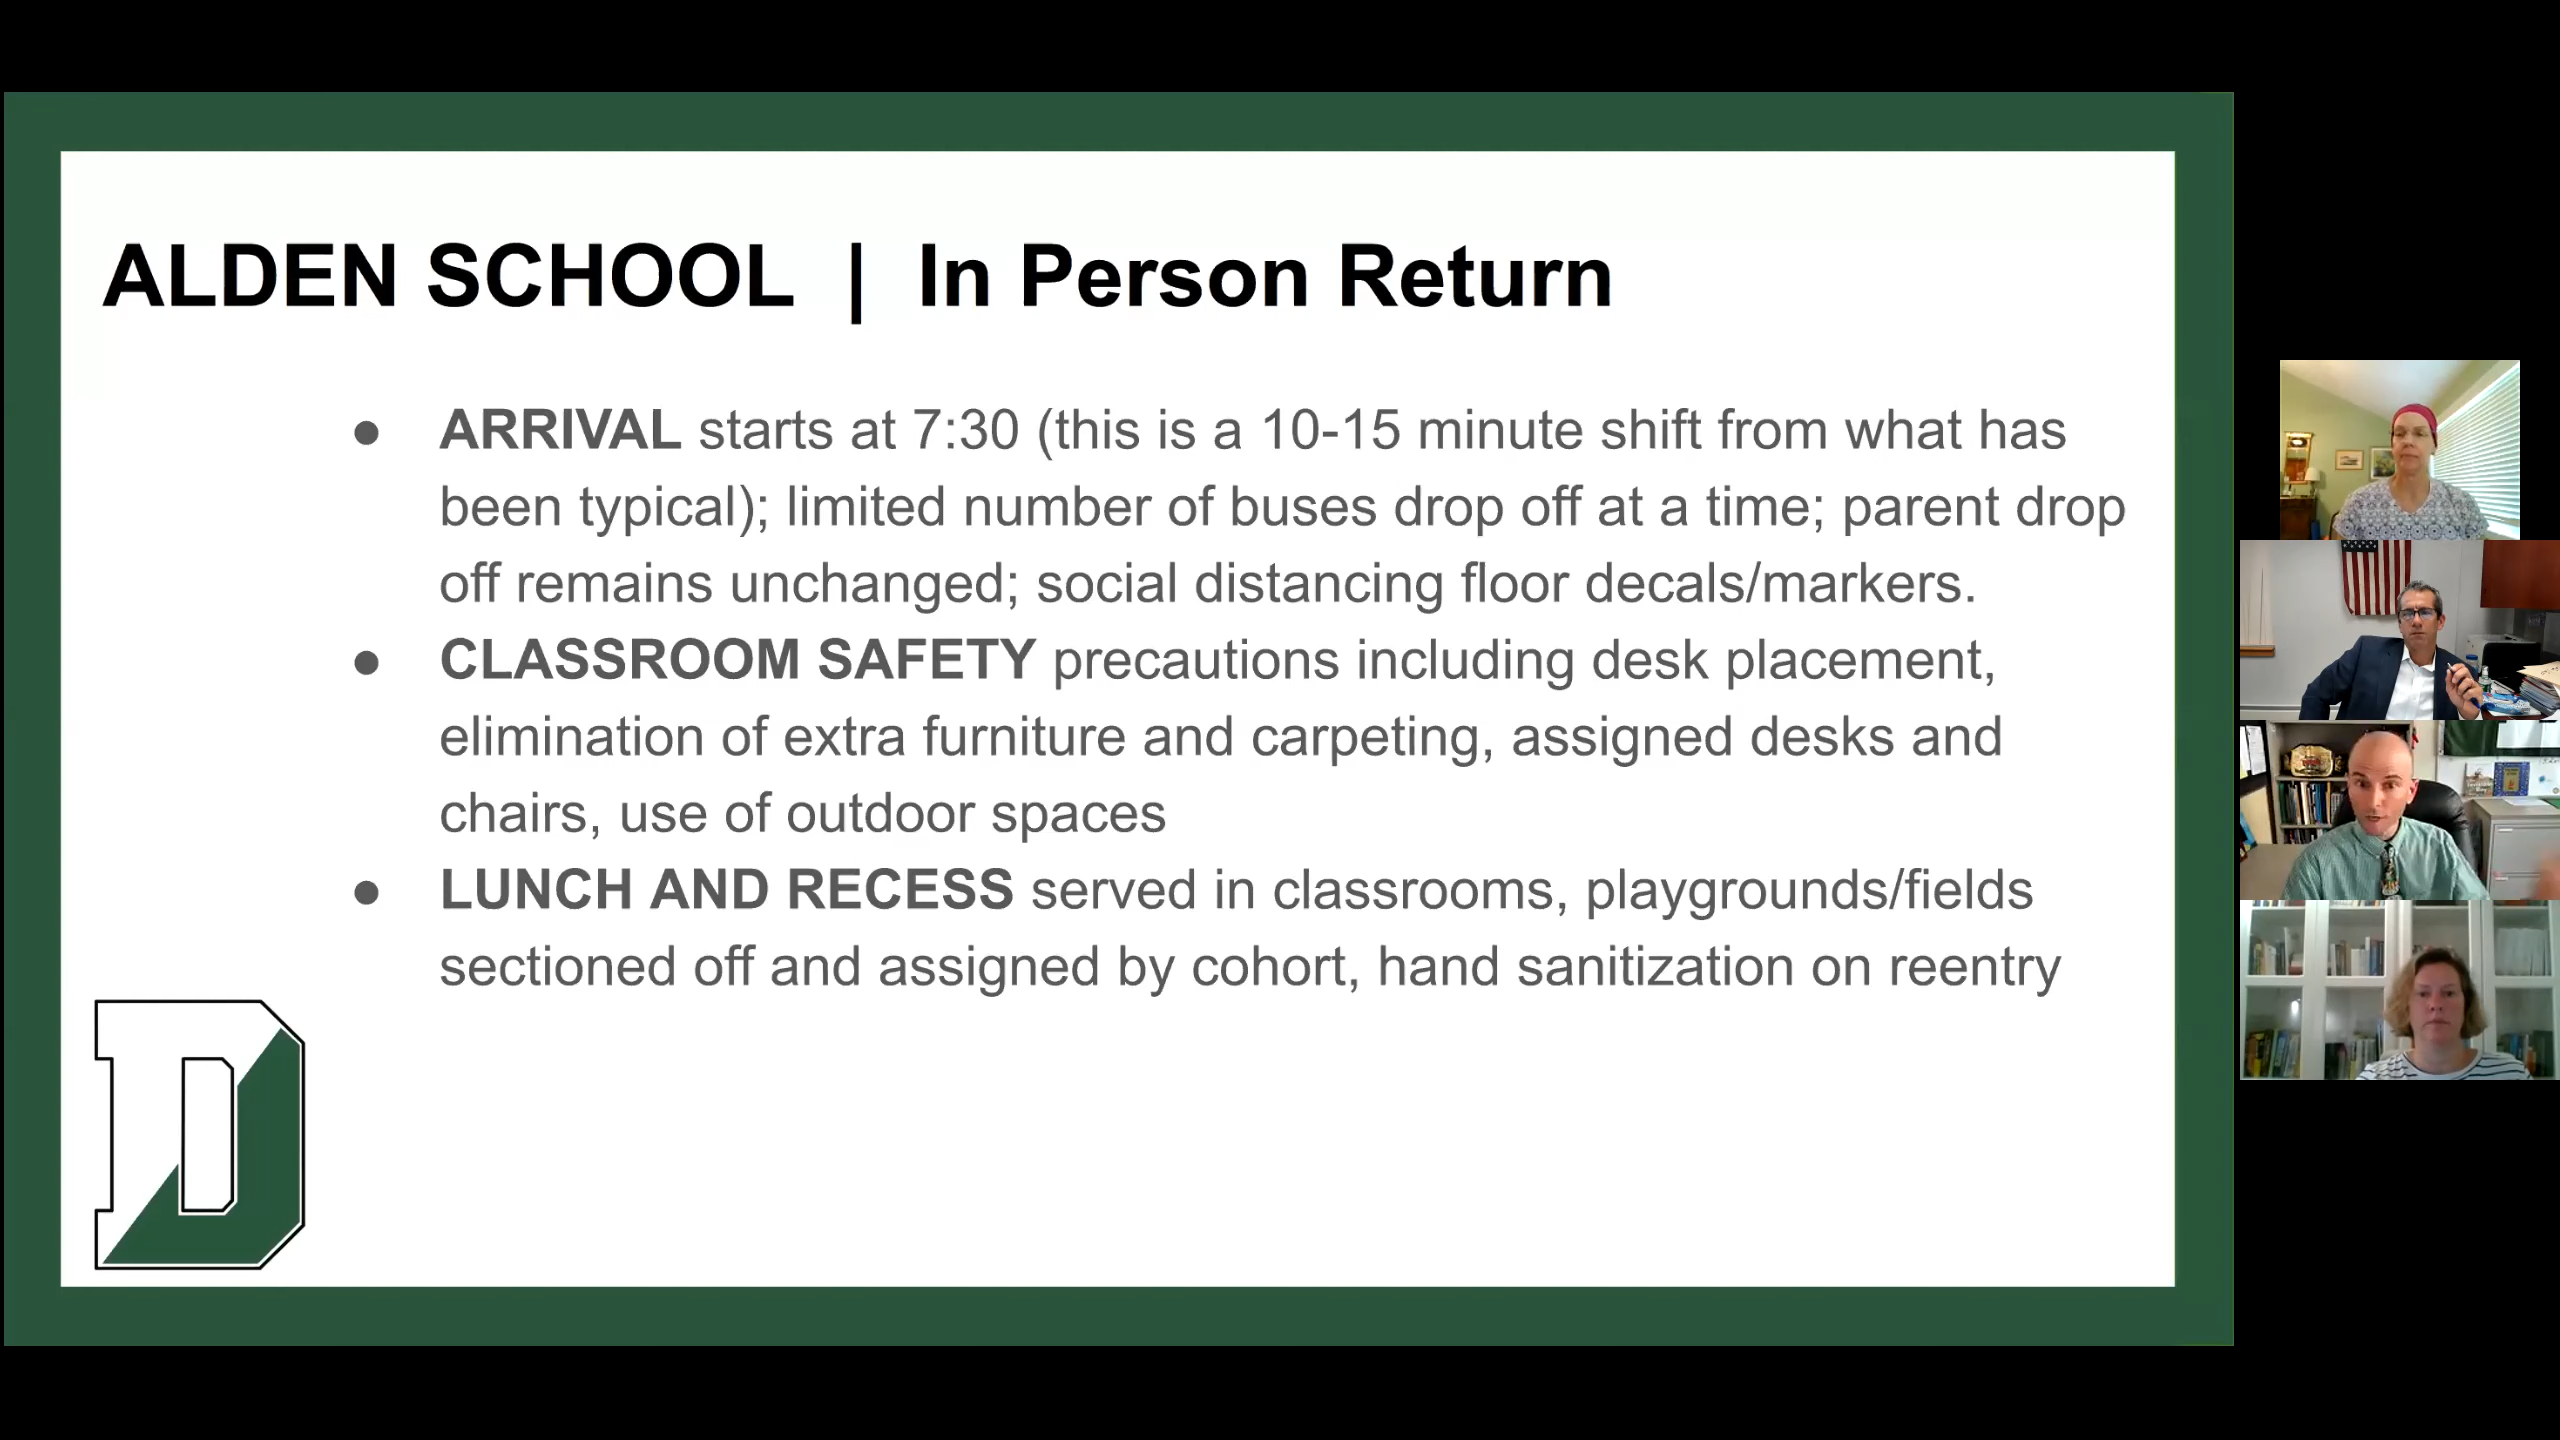 ALDEN SCHOOL | In Person Return
● ARRIVAL starts at 7:30 (this is a 10-15 minute shift from what has
been typical); limited number of buses drop off at a time; parent drop
off remains unchanged; social distancing floor decals/markers.
● CLASSROOM SAFETY precautions including desk placement,
elimination of extra furniture and carpeting, assigned desks and
chairs, use of outdoor spaces
● LUNCH AND RECESS served in classrooms, playgrounds/fields
sectioned off and assigned by cohort, hand sanitization on reentry
D